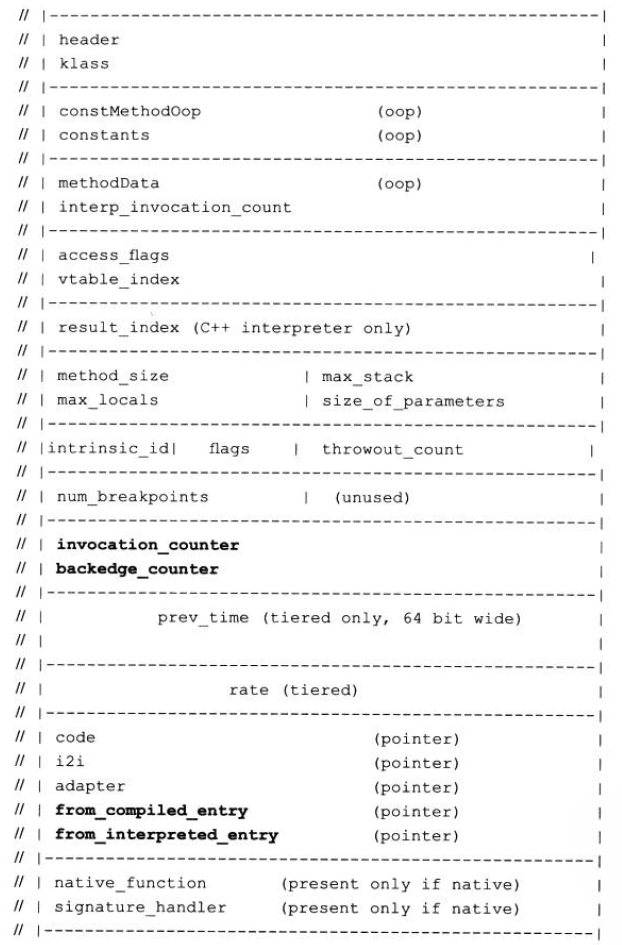 // |------------------------------------------------------|
// | header                                               |
// | klass                                                |
// |------------------------------------------------------|
// | constMethodOop                 (oop)                 |
// | constants                      (oop)                 |
// |------------------------------------------------------|
// | methodData                     (oop)                 |
// | interp_invocation_count                              |
// |------------------------------------------------------|
// | access_flags                                         |
// | vtable_index                                         |
// |------------------------------------------------------|
// | result_index (C++ interpreter only)                  |
// |------------------------------------------------------|
// | method_size             | max_stack                  |
// | max_locals              | size_of_parameters         |
// |------------------------------------------------------|
// |intrinsic_id|   flags    |  throwout_count            |
// |------------------------------------------------------|
// | num_breakpoints         |  (unused)                  |
// |------------------------------------------------------|
// | invocation_counter                                   |
// | backedge_counter                                     |
// |------------------------------------------------------|
// |           prev_time (tiered only, 64 bit wide)       |
// |                                                      |
// |------------------------------------------------------|
// |                  rate (tiered)                       |
// |------------------------------------------------------|
// | code                           (pointer)             |
// | i2i                            (pointer)             |
// | adapter                        (pointer)             |
// | from_compiled_entry            (pointer)             |
// | from_interpreted_entry         (pointer)             |
// |------------------------------------------------------|
// | native_function       (present only if native)       |
// | signature_handler     (present only if native)       |
// |------------------------------------------------------|